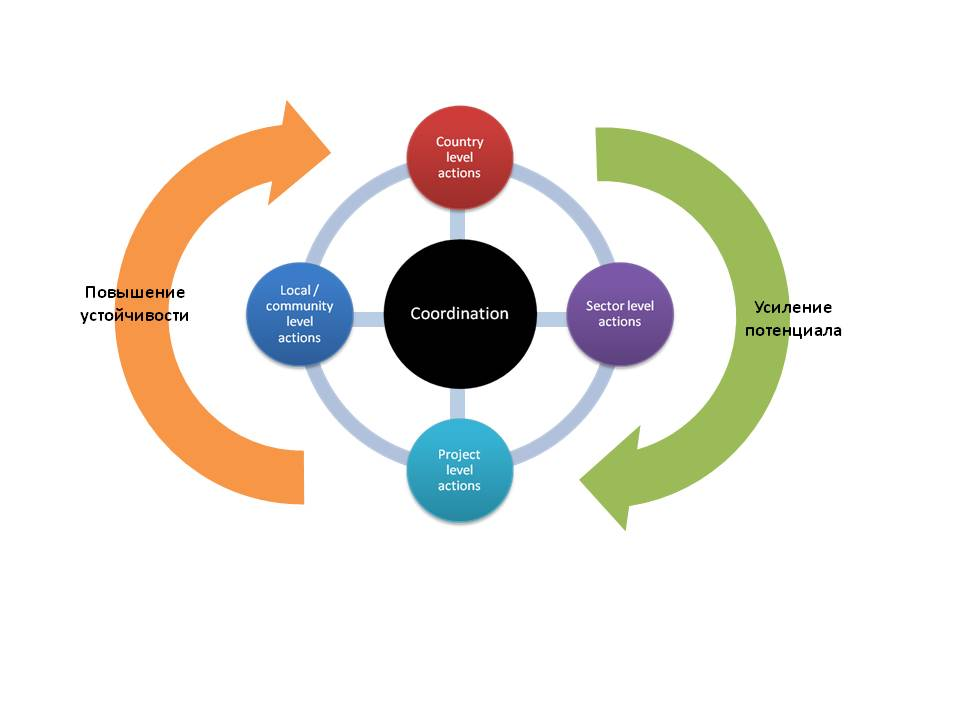 Country
level
actions
Повышение
устойчивости
Local /
community
level
actions
Coordination
Sector level
actions
Усиление
потенциала
Project
level
actions